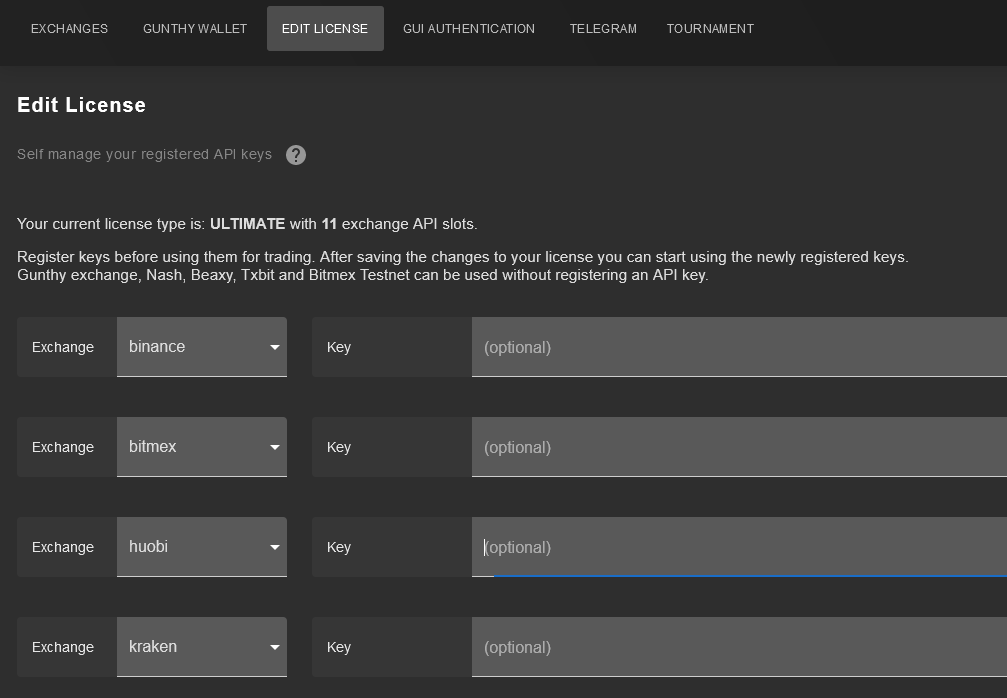 EXCHANGES GUNTHY WALLET EDIT LICENSE GUI AUTHENTICATION TELEGRAM TOURNAMENT
Edit License
Self manage your registered API keys ?
Your current license type is: ULTIMATE with 11 exchange API slots.
Register keys before using them for trading. After saving the changes to your license you can start using the newly registered keys.
Gunthy exchange, Nash, Beaxy, Txbit and Bitmex Testnet can be used without registering an API key.
Exchange binance Key (optional)
Exchange bitmex Key (optional)
Exchange huobi Key (optional)
Exchange kraken Key (optional)